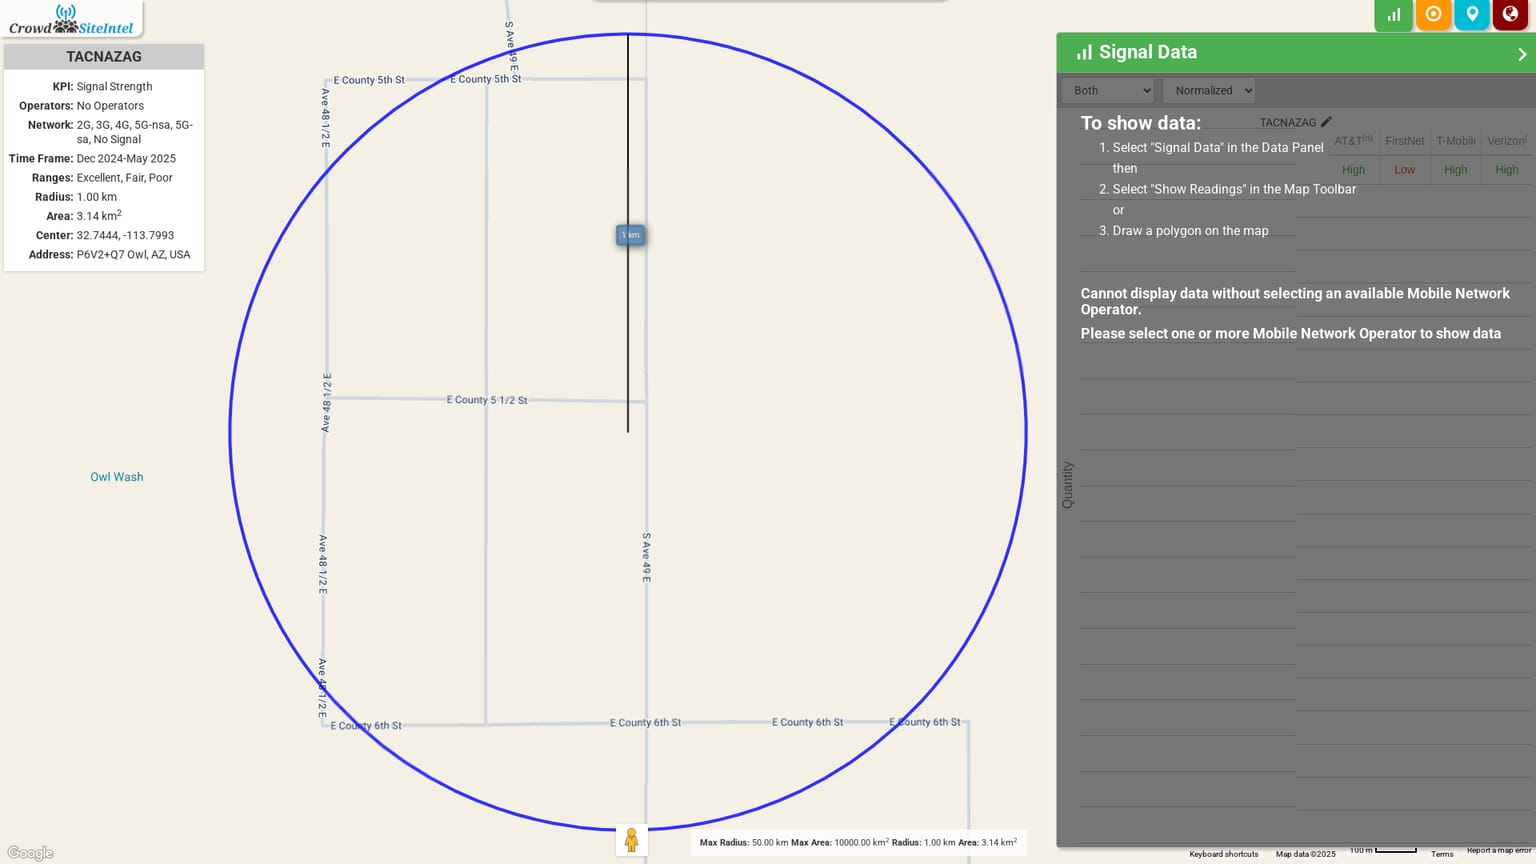 Crowd SiteIntel
TACNAZAG
KPI: Signal Strength
Operators: No Operators
Network: 2G, 3G, 4G, 5G-nsa, 5G-
sa, No Signal
Time Frame: Dec 2024-May 2025
Ranges: Excellent, Fair, Poor
Radius: 1.00 km
Area: 3.14 km2
Center: 32.7444, -113.7993
Address: P6V2+Q7 Owl, AZ, USA
S Ave 49 E
E County 5th St
E County 5th St
Ave 48 1/2 E
1 km
Ave 48 1/2 E
E County 5 1/2 St
Owl Wash
Ave 48 1/2 E
S Ave 49 E
Ave 48 1/2 E
E County 6th St
E County 6th St
E County 6th St
E County 6th St
Signal Data
Both
Normalized
To show data:
TACNAZAG
AT&T(n)
FirstNet
T-Mobile
Verizon(
High
Low
High
High
1. Select "Signal Data" in the Data Panel
then
2. Select "Show Readings" in the Map Toolbar
or
3. Draw a polygon on the map
Cannot display data without selecting an available Mobile Network
Operator.
Please select one or more Mobile Network Operator to show data
Quantity
Max Radius: 50.00 km Max Area: 10000.00 km2 Radius: 1.00 km Area: 3.14 km2
Google
Keyboard shortcuts
Map data ©2025
100 m
Terms
Report a map error